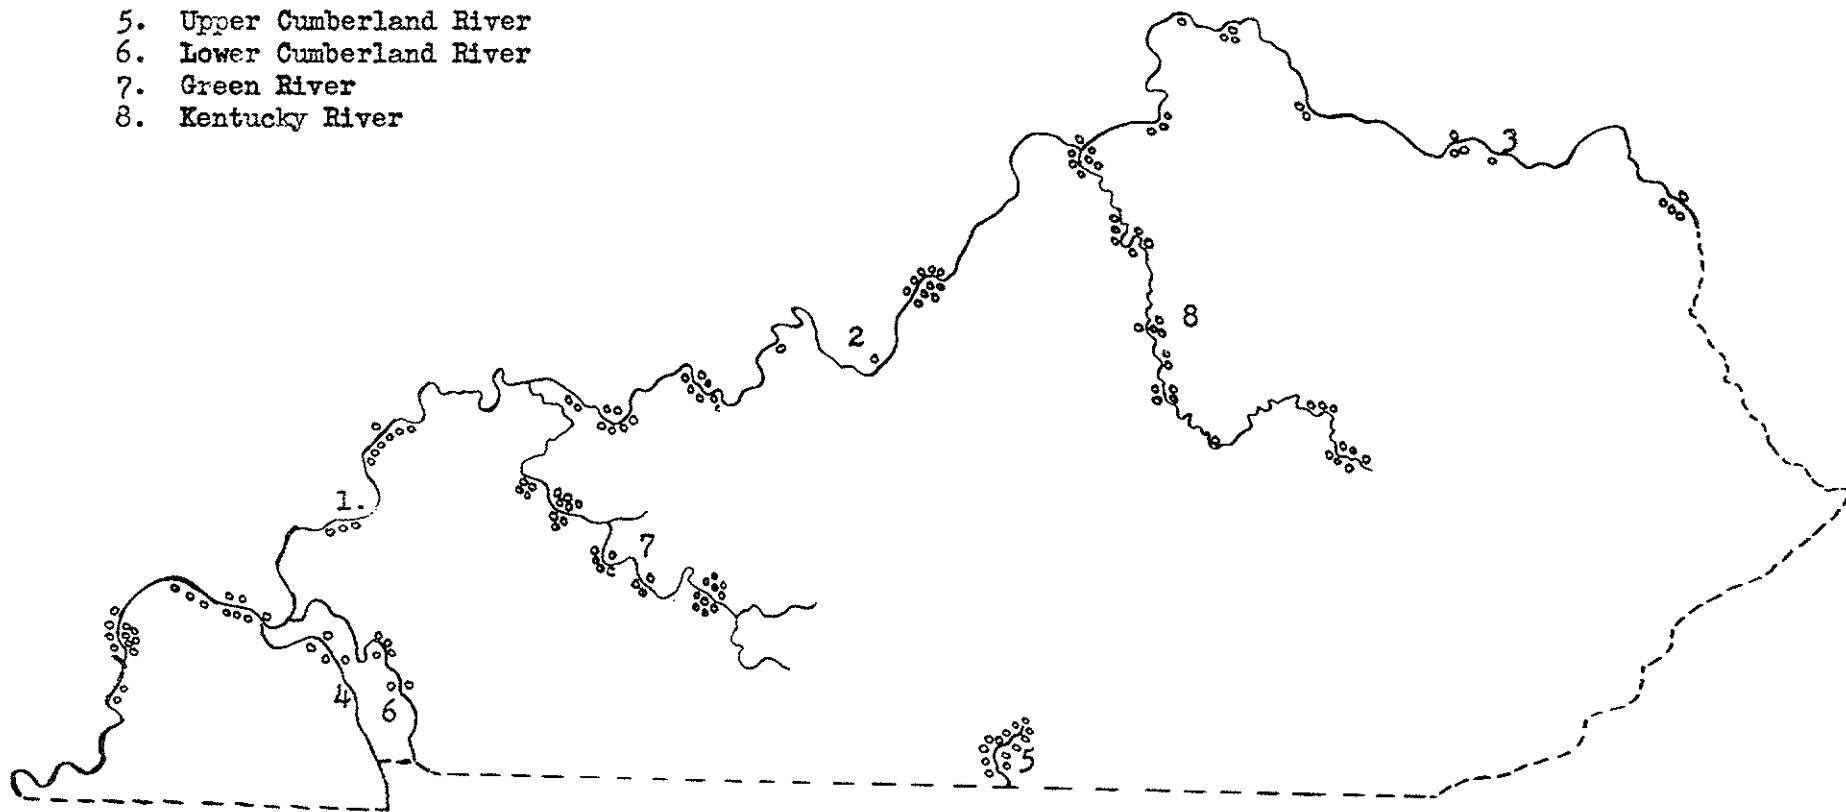 5. Upper Cumberland River
6. Lower Cumberland River
7. Green River
8. Kentucky River
3
2
8
1.
7
4
6
5